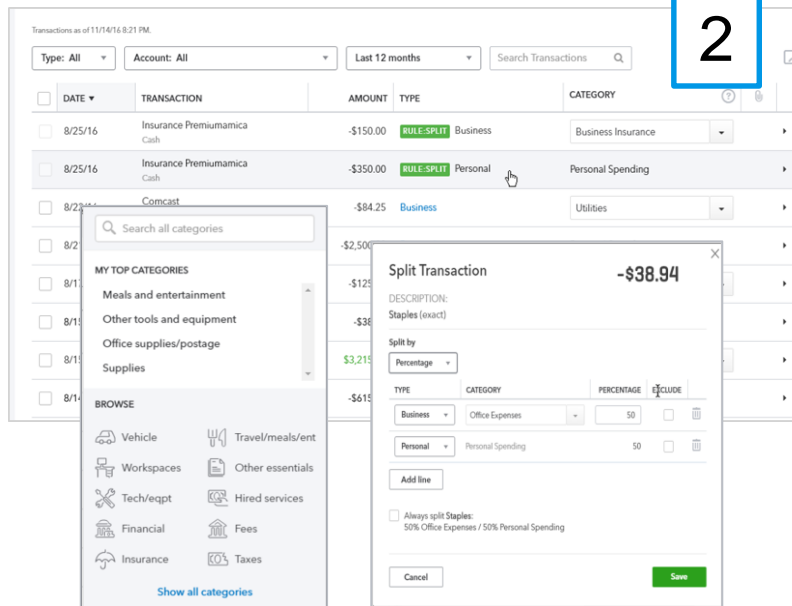 2
Transactions as of 11/14/16 8:21 PM.
Type: All
Account: All
Last 12 months
Search Transactions
DATE TRANSACTION AMOUNT TYPE CATEGORY ?
8/25/16 Insurance Premiumamica -$150.00 RULE:SPLIT Business Business Insurance
Cash
8/25/16 Insurance Premiumamica -$350.00 RULE:SPLIT Personal Personal Spending
Cash
Comcast -$84.25 Business Utilities
-$2,500
-$125
-$38
$3,215
-$615
Search all categories
MY TOP CATEGORIES
Meals and entertainment
Other tools and equipment
Office supplies/postage
Supplies
BROWSE
Vehicle Travel/meals/ent
Workspaces Other essentials
Tech/eqpt Hired services
Financial Fees
Insurance Taxes
Show all categories
Split Transaction -$38.94
DESCRIPTION:
Staples (exact)
Split by
Percentage
TYPE CATEGORY PERCENTAGE EXCLUDE
Business Office Expenses 50
Personal Personal Spending 50
Add line
Always split Staples:
50% Office Expenses / 50% Personal Spending
Cancel Save